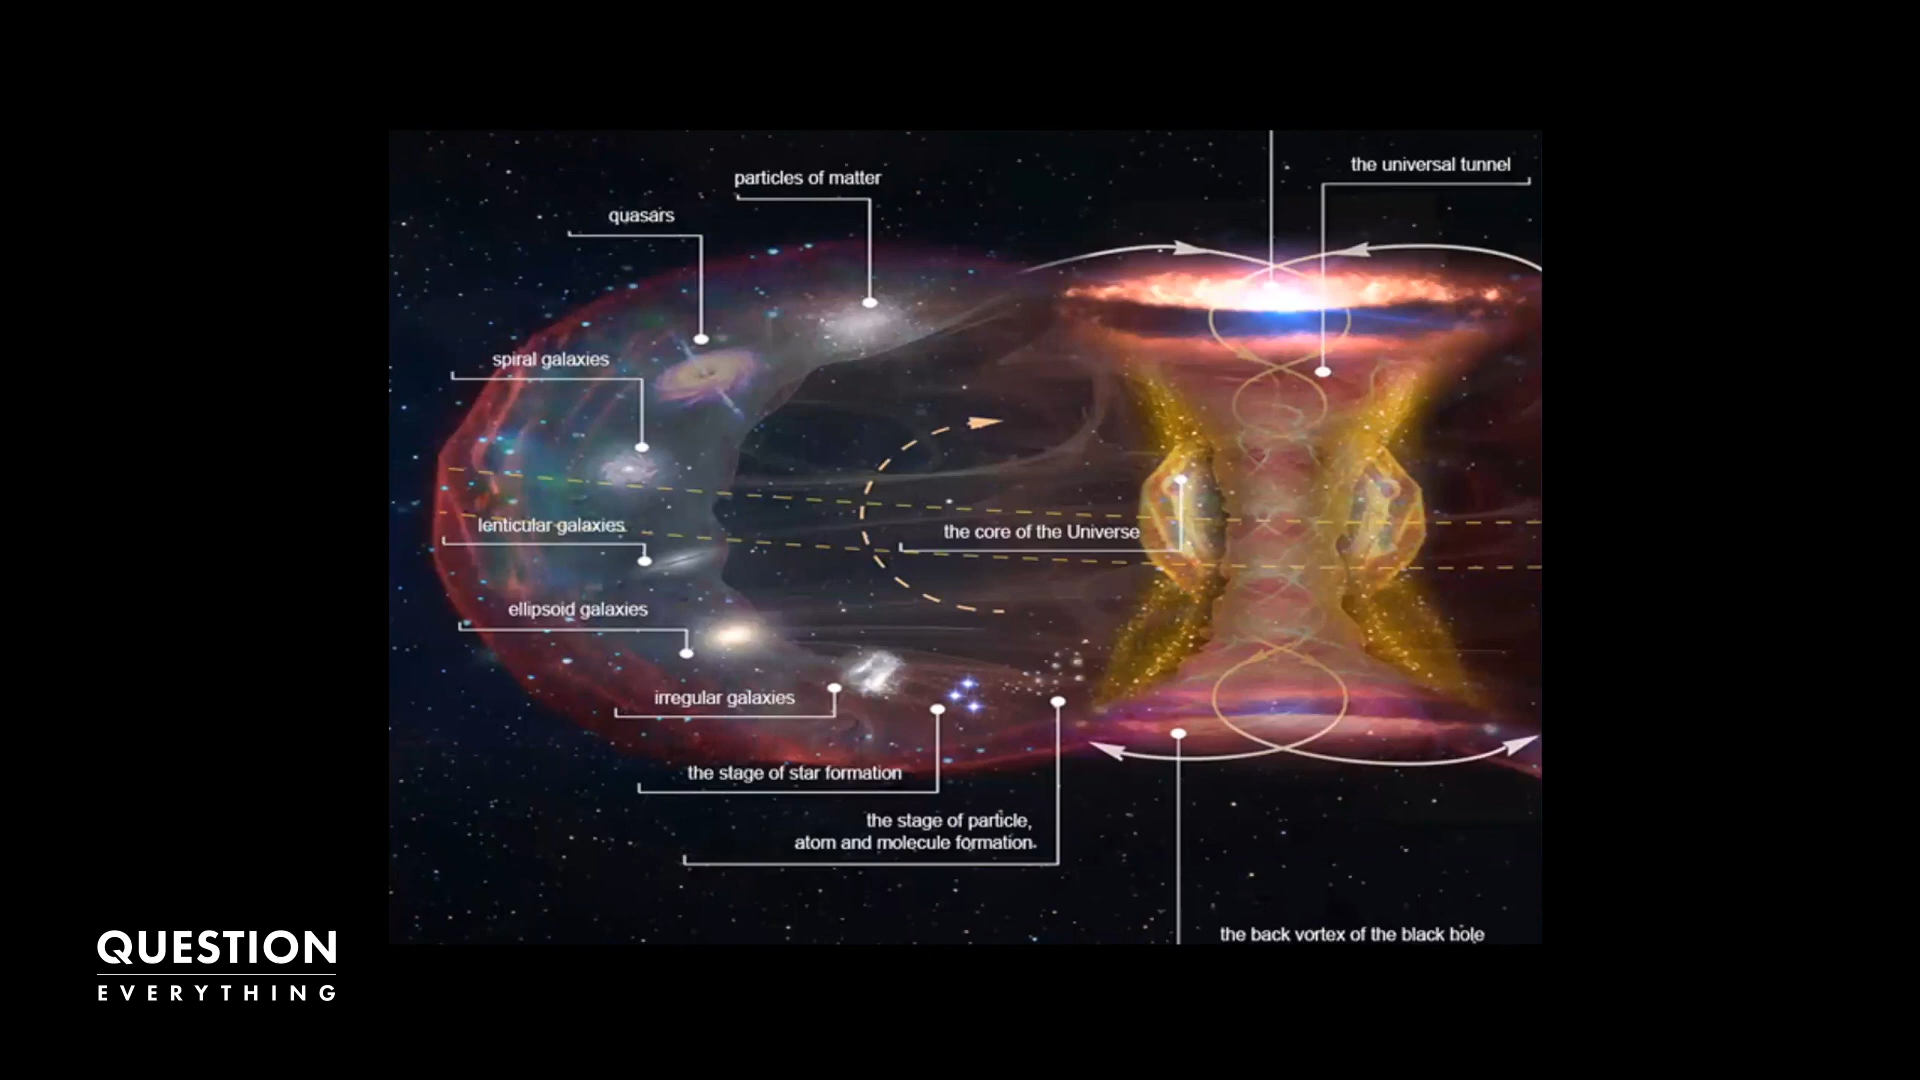 the universal tunnel
particles of matter
quasars
spiral galaxies
lenticular galaxies
the core of the Universe
ellipsoid galaxies
irregular galaxies
the stage of star formation
the stage of particle,
atom and molecule formation
the back vortex of the black hole
QUESTION
EVERYTHING